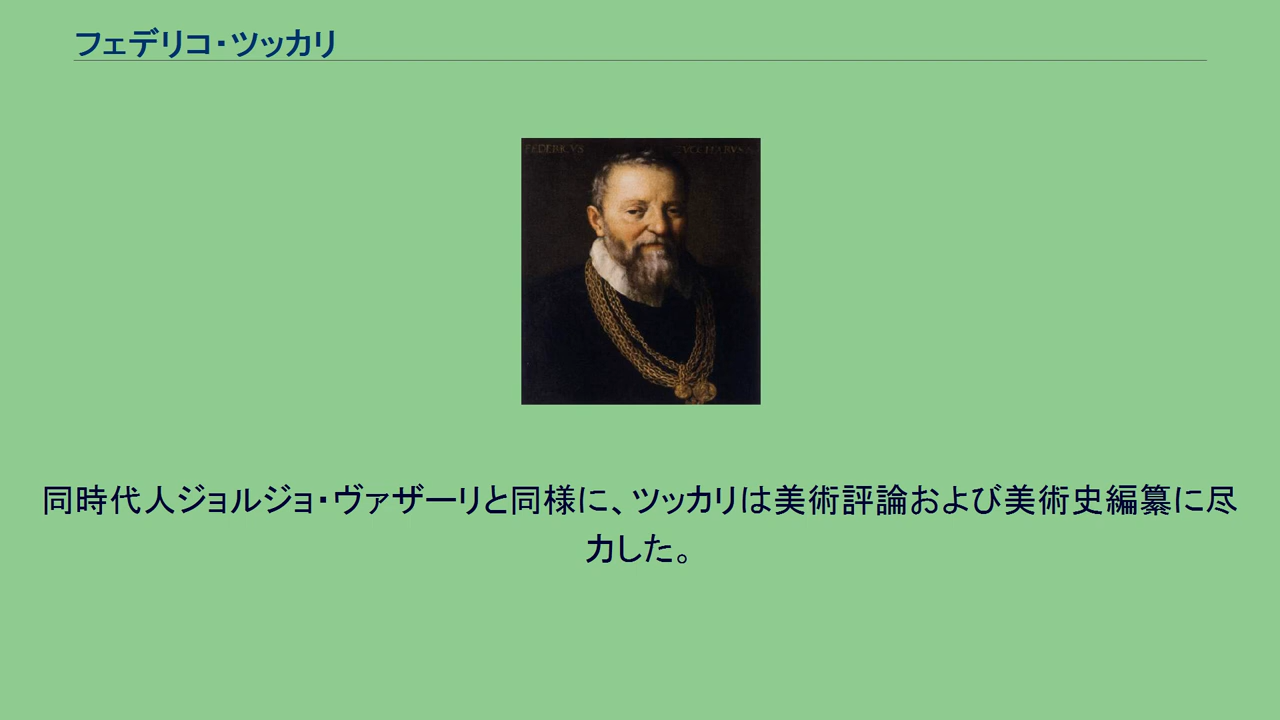 フェデリコ・ツッカリ
FEDERICVS
同時代人ジョルジョ・ヴァザーリと同様に、ツッカリは美術評論および美術史編纂に尽
力した。